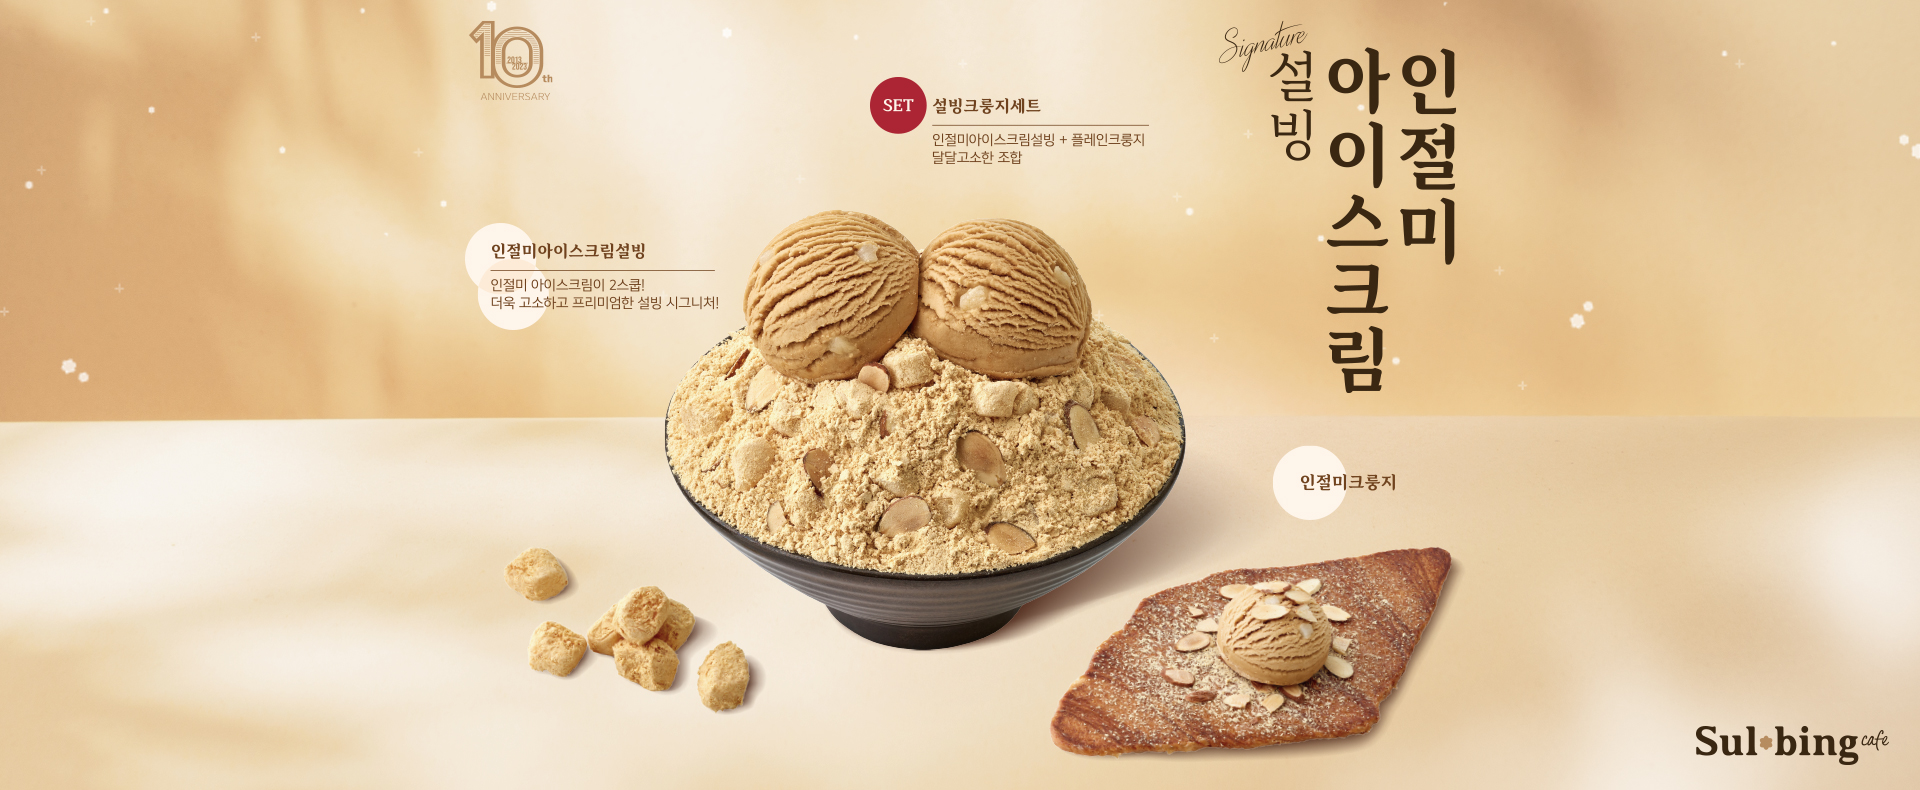 10th
2013
2023
ANNIVERSARY
Signature
인절미
아이스크림
설빙
SET
설빙크룽지세트
인절미아이스크림설빙 + 플레인크룽지
달달고소한 조합
인절미아이스크림설빙
인절미 아이스크림이 2스쿱!
더욱 고소하고 프리미엄한 설빙 시그니처!
인절미크룽지
Sul•bing cafe